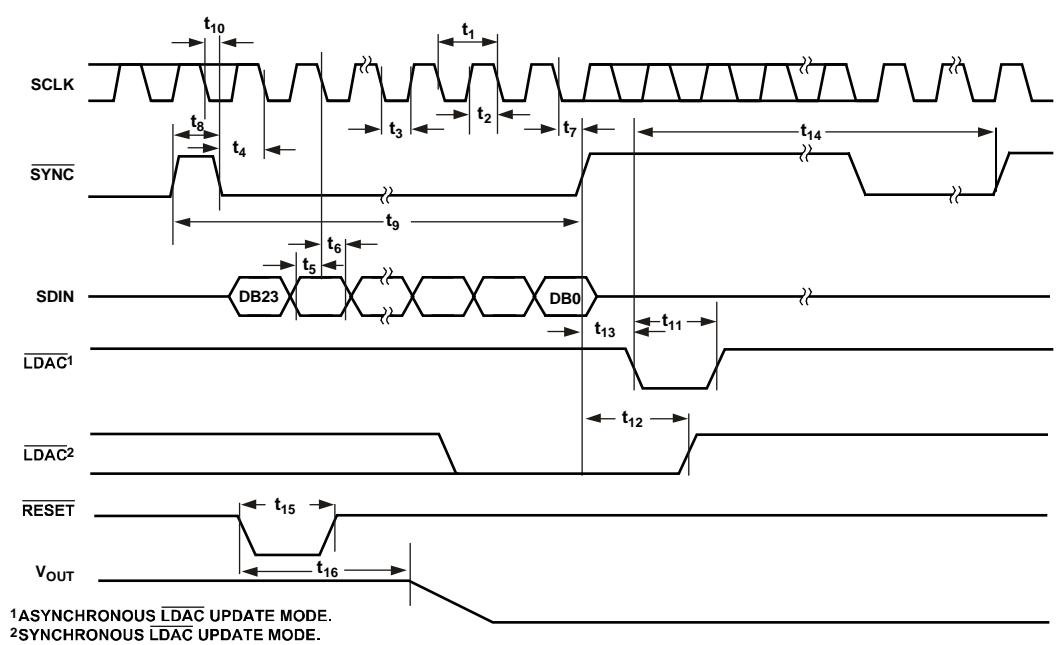 t10
t1
SCLK
t3
t2
t7
t8
t4
t14
SYNC
t9
t6
t5
SDIN
DB23
DB0
t13
t11
LDAC1
t12
LDAC2
RESET
t15
t16
VOUT
1ASYNCHRONOUS LDAC UPDATE MODE.
2SYNCHRONOUS LDAC UPDATE MODE.